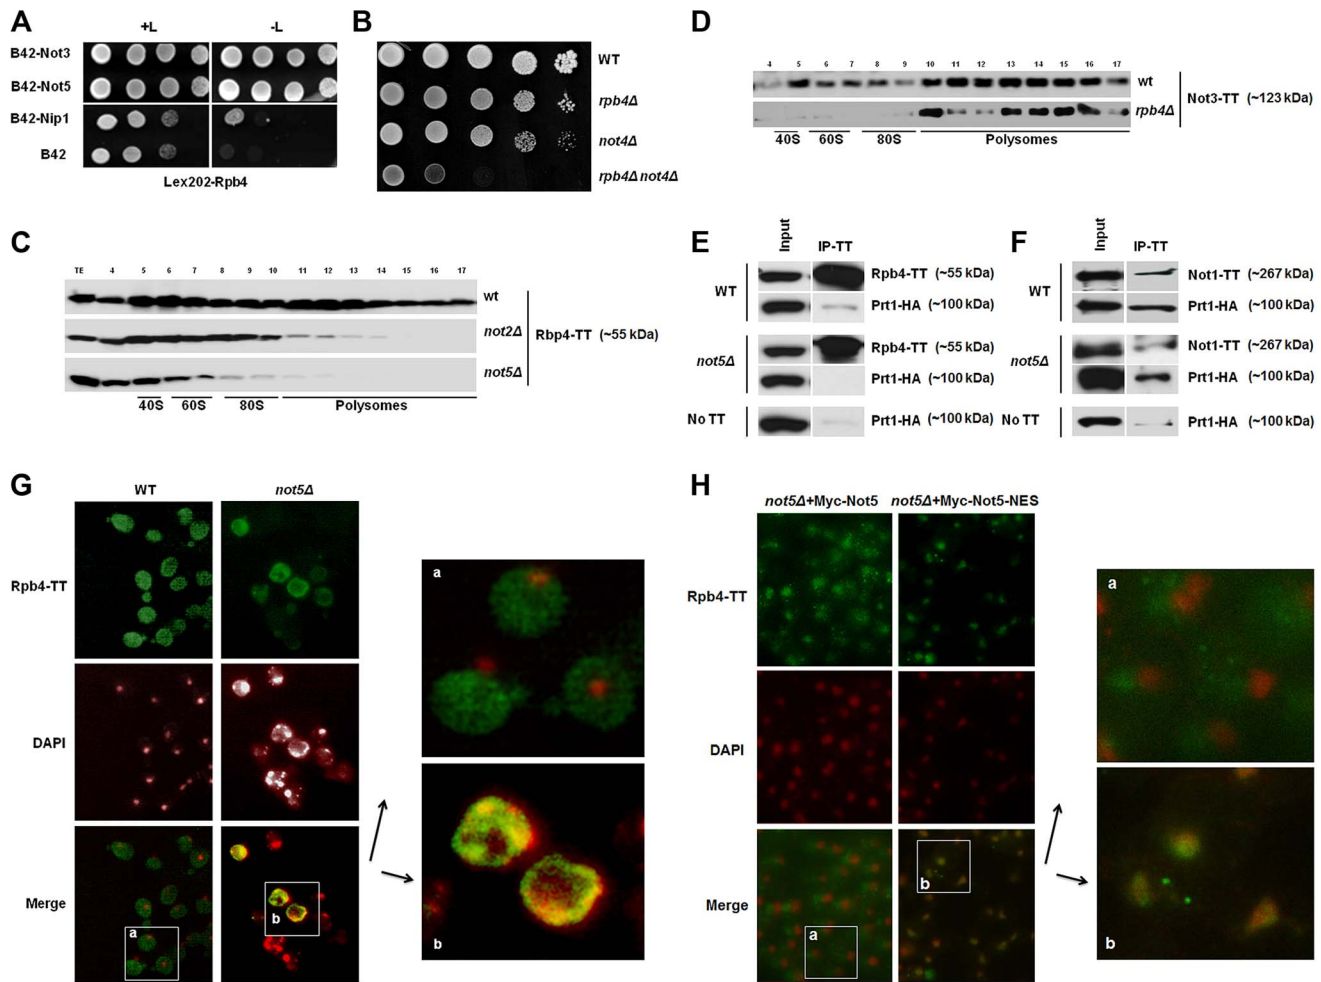 A
+L -L
B42-Not3
B42-Not5
B42-Nip1
B42
Lex202-Rpb4
B
WT
rpb4Δ
not4Δ
rpb4Δ not4Δ
C
TE 4 5 6 7 8 9 10 11 12 13 14 15 16 17
wt
not2Δ
not5Δ
Rbp4-TT (~55 kDa)
40S 60S 80S Polysomes
D
4 5 6 7 8 9 10 11 12 13 14 15 16 17
wt
rpb4Δ
Not3-TT (~123 kDa)
40S 60S 80S Polysomes
E
Input IP-TT
WT
Rpb4-TT (~55 kDa)
Prt1-HA (~100 kDa)
not5Δ
Rpb4-TT (~55 kDa)
Prt1-HA (~100 kDa)
No TT
Prt1-HA (~100 kDa)
F
Input IP-TT
WT
Not1-TT (~267 kDa)
Prt1-HA (~100 kDa)
not5Δ
Not1-TT (~267 kDa)
Prt1-HA (~100 kDa)
No TT
Prt1-HA (~100 kDa)
G
WT not5Δ
Rpb4-TT
DAPI
Merge
a
b
a
b
H
not5Δ+Myc-Not5 not5Δ+Myc-Not5-NES
Rpb4-TT
DAPI
Merge
a
b
a
b